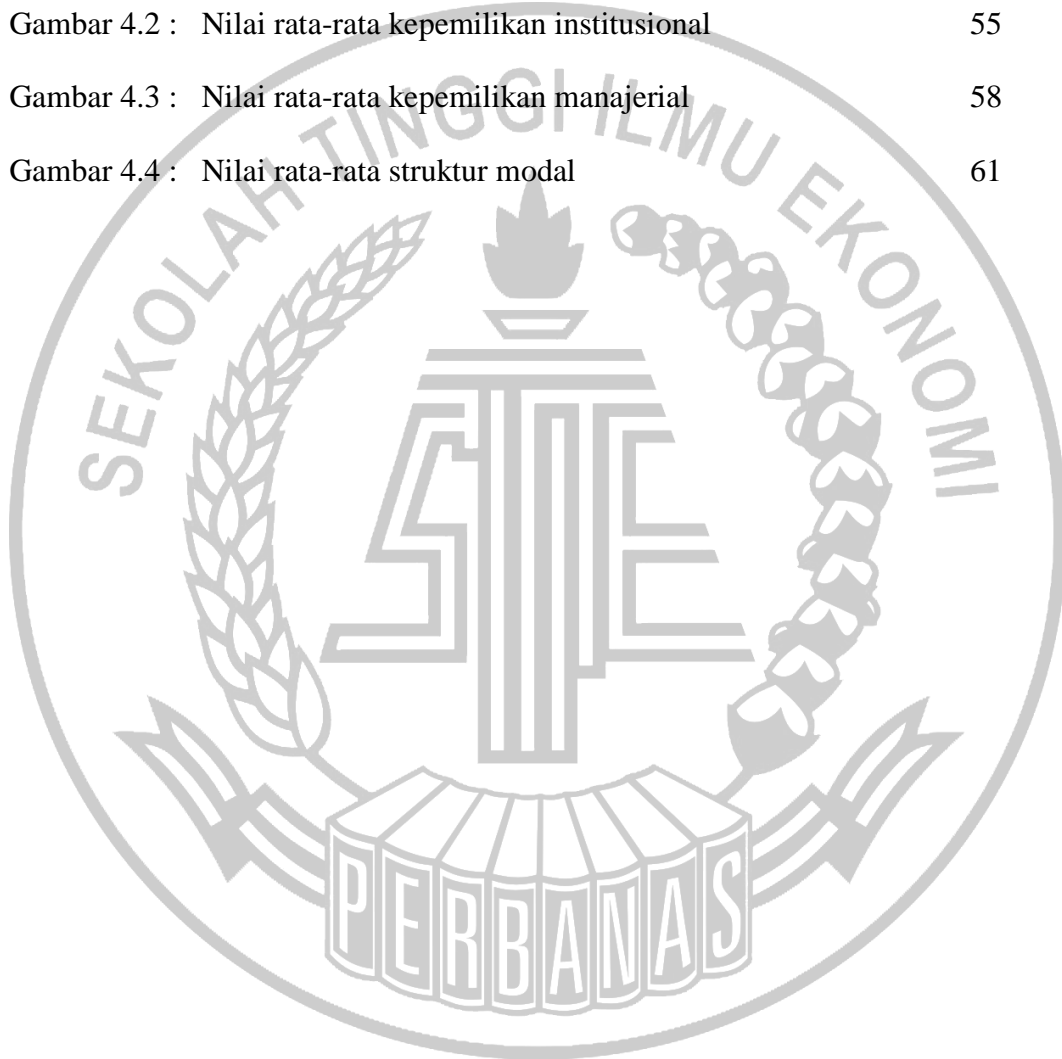 Gambar 4.2 : Nilai rata-rata kepemilikan institusional 55
Gambar 4.3 : Nilai rata-rata kepemilikan manajerial 58
Gambar 4.4 : Nilai rata-rata struktur modal 61
SEKOLAH TINGGI ILMU EKONOMI
STIE
PERBANAS